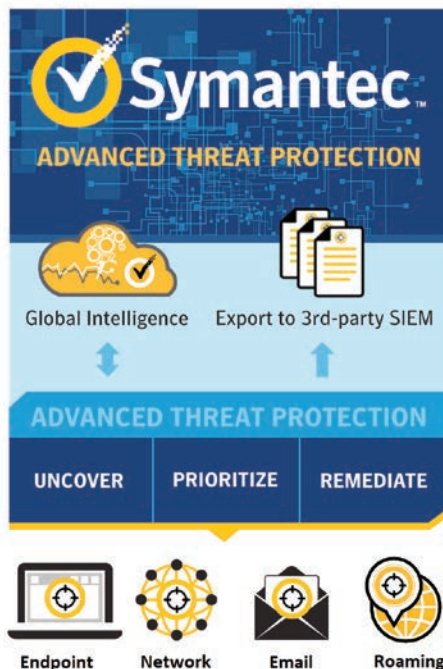 Symantec™
ADVANCED THREAT PROTECTION
Global Intelligence Export to 3rd-party SIEM
ADVANCED THREAT PROTECTION
UNCOVER PRIORITIZE REMEDIATE
Endpoint Network Email Roaming